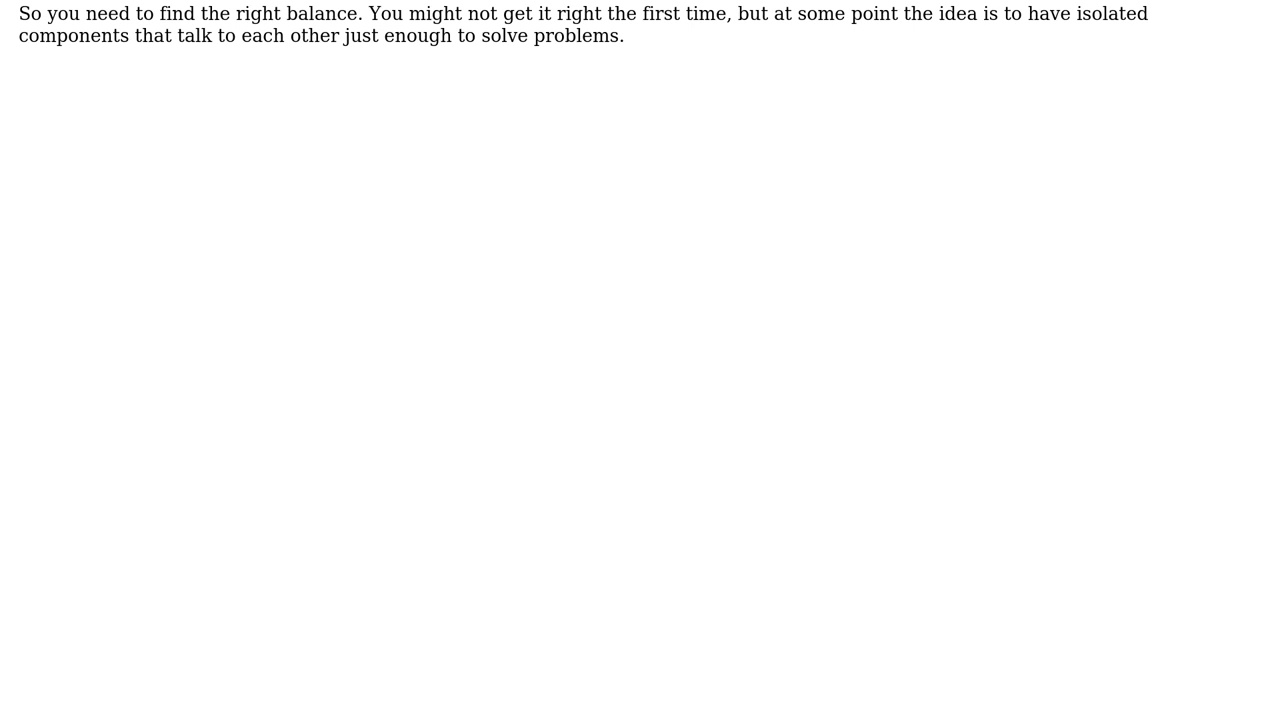 So you need to find the right balance. You might not get it right the first time, but at some point the idea is to have isolated
components that talk to each other just enough to solve problems.